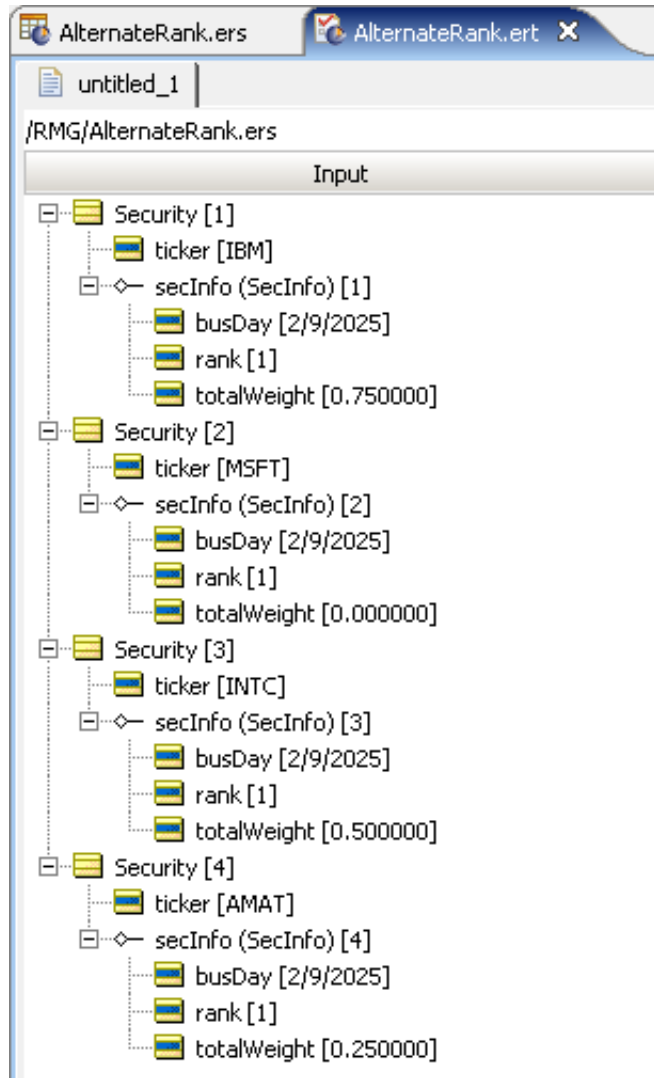 AlternateRank.ers AlternateRank.ert
untitled_1
/RMG/AlternateRank.ers
Input
Security [1]
ticker [IBM]
secInfo (SecInfo) [1]
busDay [2/9/2025]
rank [1]
totalWeight [0.750000]
Security [2]
ticker [MSFT]
secInfo (SecInfo) [2]
busDay [2/9/2025]
rank [1]
totalWeight [0.000000]
Security [3]
ticker [INTC]
secInfo (SecInfo) [3]
busDay [2/9/2025]
rank [1]
totalWeight [0.500000]
Security [4]
ticker [AMAT]
secInfo (SecInfo) [4]
busDay [2/9/2025]
rank [1]
totalWeight [0.250000]